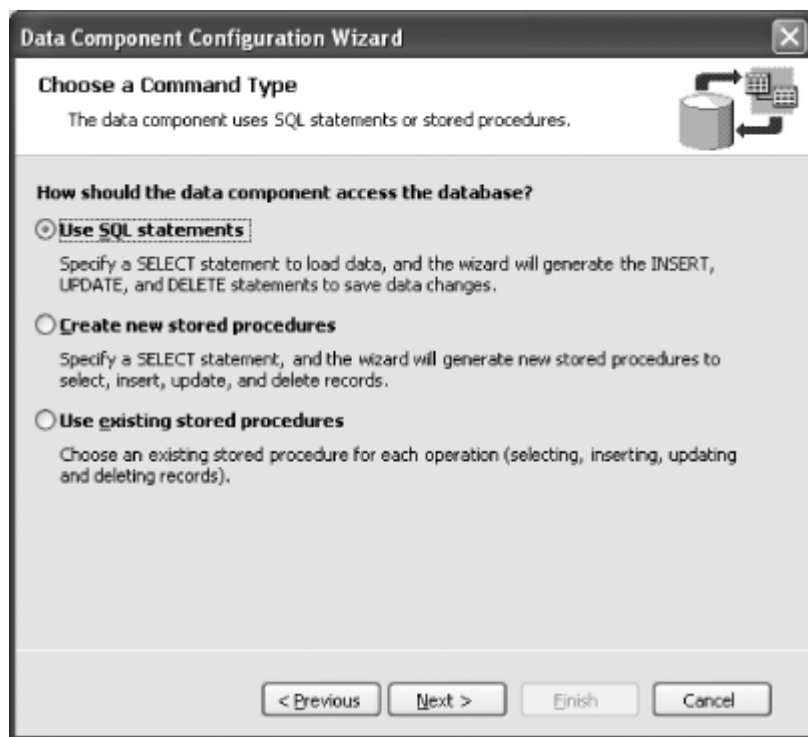 Data Component Configuration Wizard
Choose a Command Type
The data component uses SQL statements or stored procedures.
How should the data component access the database?
Use SQL statements
Specify a SELECT statement to load data, and the wizard will generate the INSERT,
UPDATE, and DELETE statements to save data changes.
Create new stored procedures
Specify a SELECT statement, and the wizard will generate new stored procedures to
select, insert, update, and delete records.
Use existing stored procedures
Choose an existing stored procedure for each operation (selecting, inserting, updating
and deleting records).
< Previous
Next >
Finish
Cancel